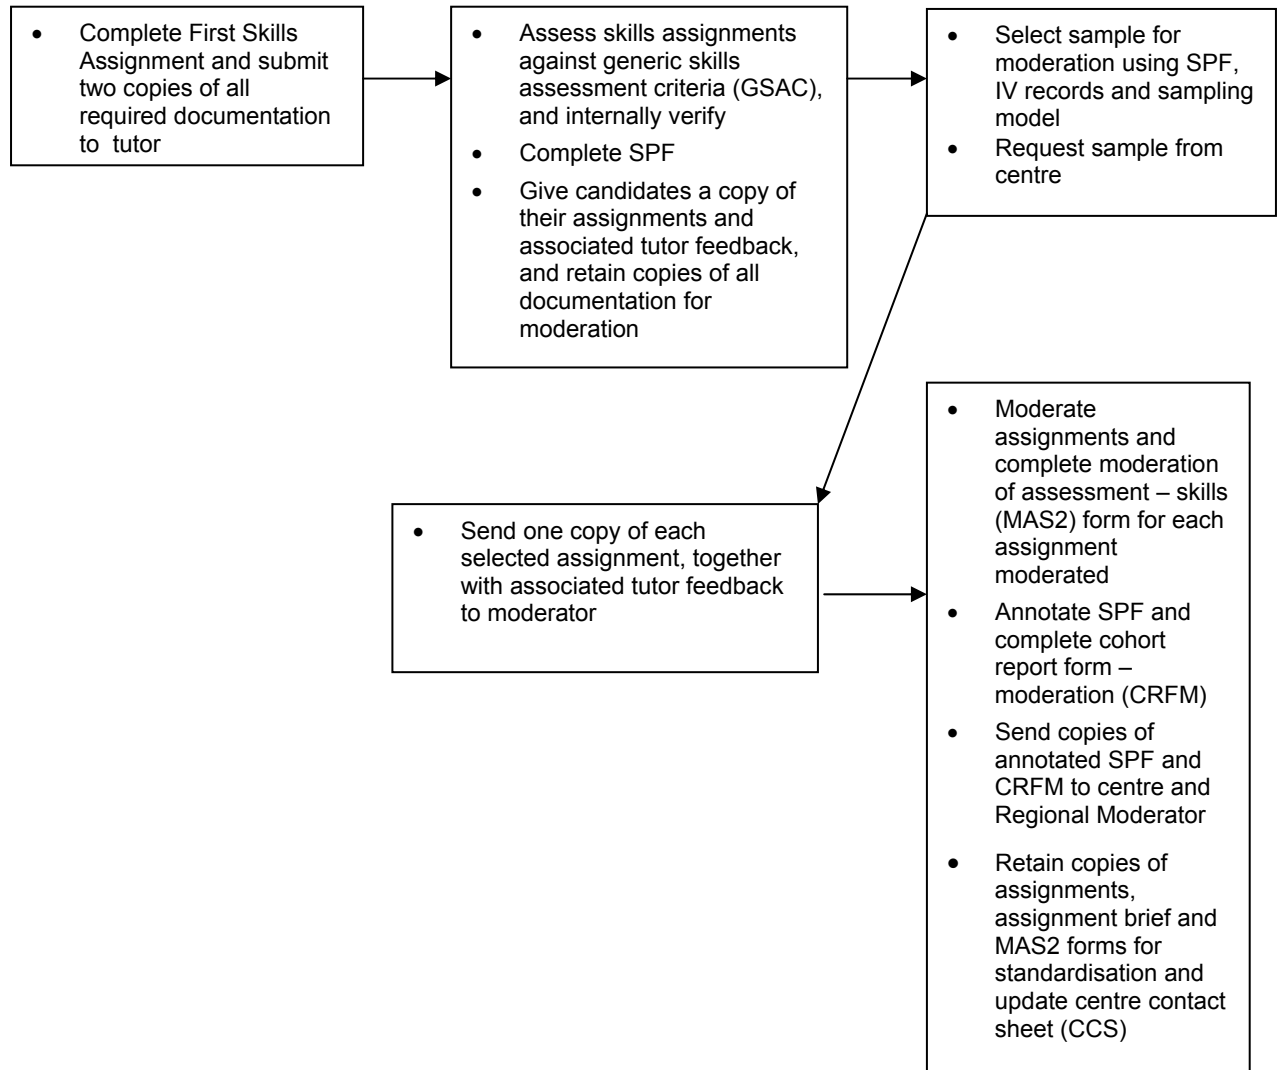 • Complete First Skills
Assignment and submit
two copies of all
required documentation
to tutor
• Assess skills assignments
against generic skills
assessment criteria (GSAC),
and internally verify
• Complete SPF
• Give candidates a copy of
their assignments and
associated tutor feedback,
and retain copies of all
documentation for
moderation
• Select sample for
moderation using SPF,
IV records and sampling
model
• Request sample from
centre
• Send one copy of each
selected assignment, together
with associated tutor feedback
to moderator
• Moderate
assignments and
complete moderation
of assessment – skills
(MAS2) form for each
assignment
moderated
• Annotate SPF and
complete cohort
report form –
moderation (CRFM)
• Send copies of
annotated SPF and
CRFM to centre and
Regional Moderator
• Retain copies of
assignments,
assignment brief and
MAS2 forms for
standardisation and
update centre contact
sheet (CCS)